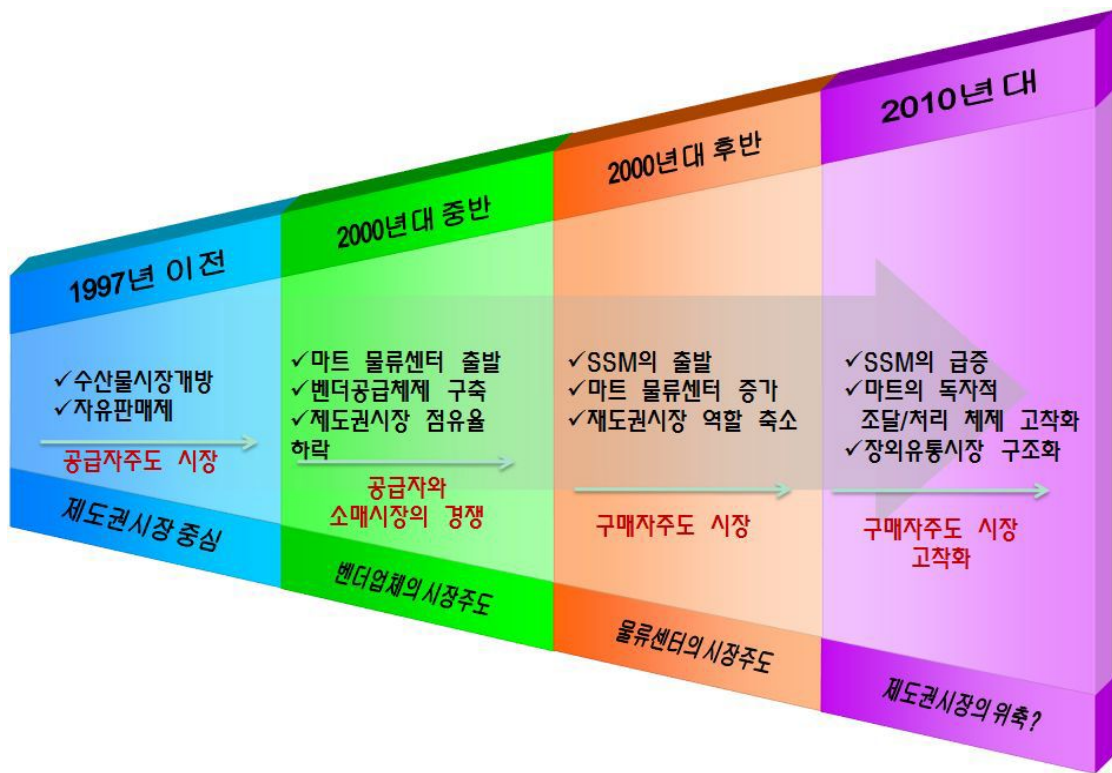 1997년 이전
✓수산물시장개방
✓자유판매제
공급자주도 시장
제도권시장 중심
2000년대 중반
✓마트 물류센터 출발
✓벤더공급체제 구축
✓제도권시장 점유율
하락
공급자와
소매시장의 경쟁
벤더업체의 시장주도
2000년대 후반
✓SSM의 출발
✓마트 물류센터 증가
✓재도권시장 역할 축소
구매자주도 시장
물류센터의 시장주도
2010년 대
✓SSM의 급증
✓마트의 독자적
조달/처리 체제 고착화
✓장외유통시장 구조화
구매자주도 시장
고착화
제도권시장의 위축?